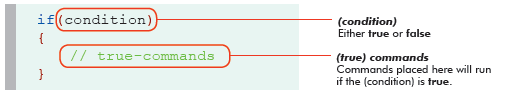 if(condition)
{
// true-commands
}
(condition)
Either true or false
(true) commands
Commands placed here will run
if the (condition) is true.